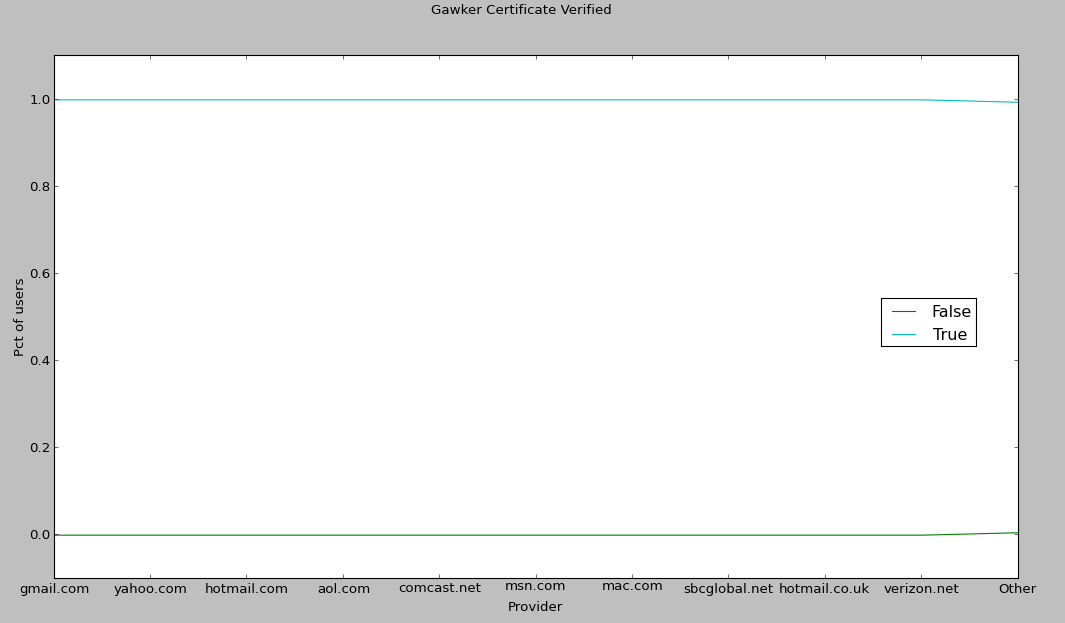 Gawker Certificate Verified
Pct of users
1.0
0.8
0.6
0.4
0.2
0.0
False
True
gmail.com yahoo.com hotmail.com aol.com comcast.net msn.com mac.com sbcglobal.net hotmail.co.uk verizon.net Other
Provider